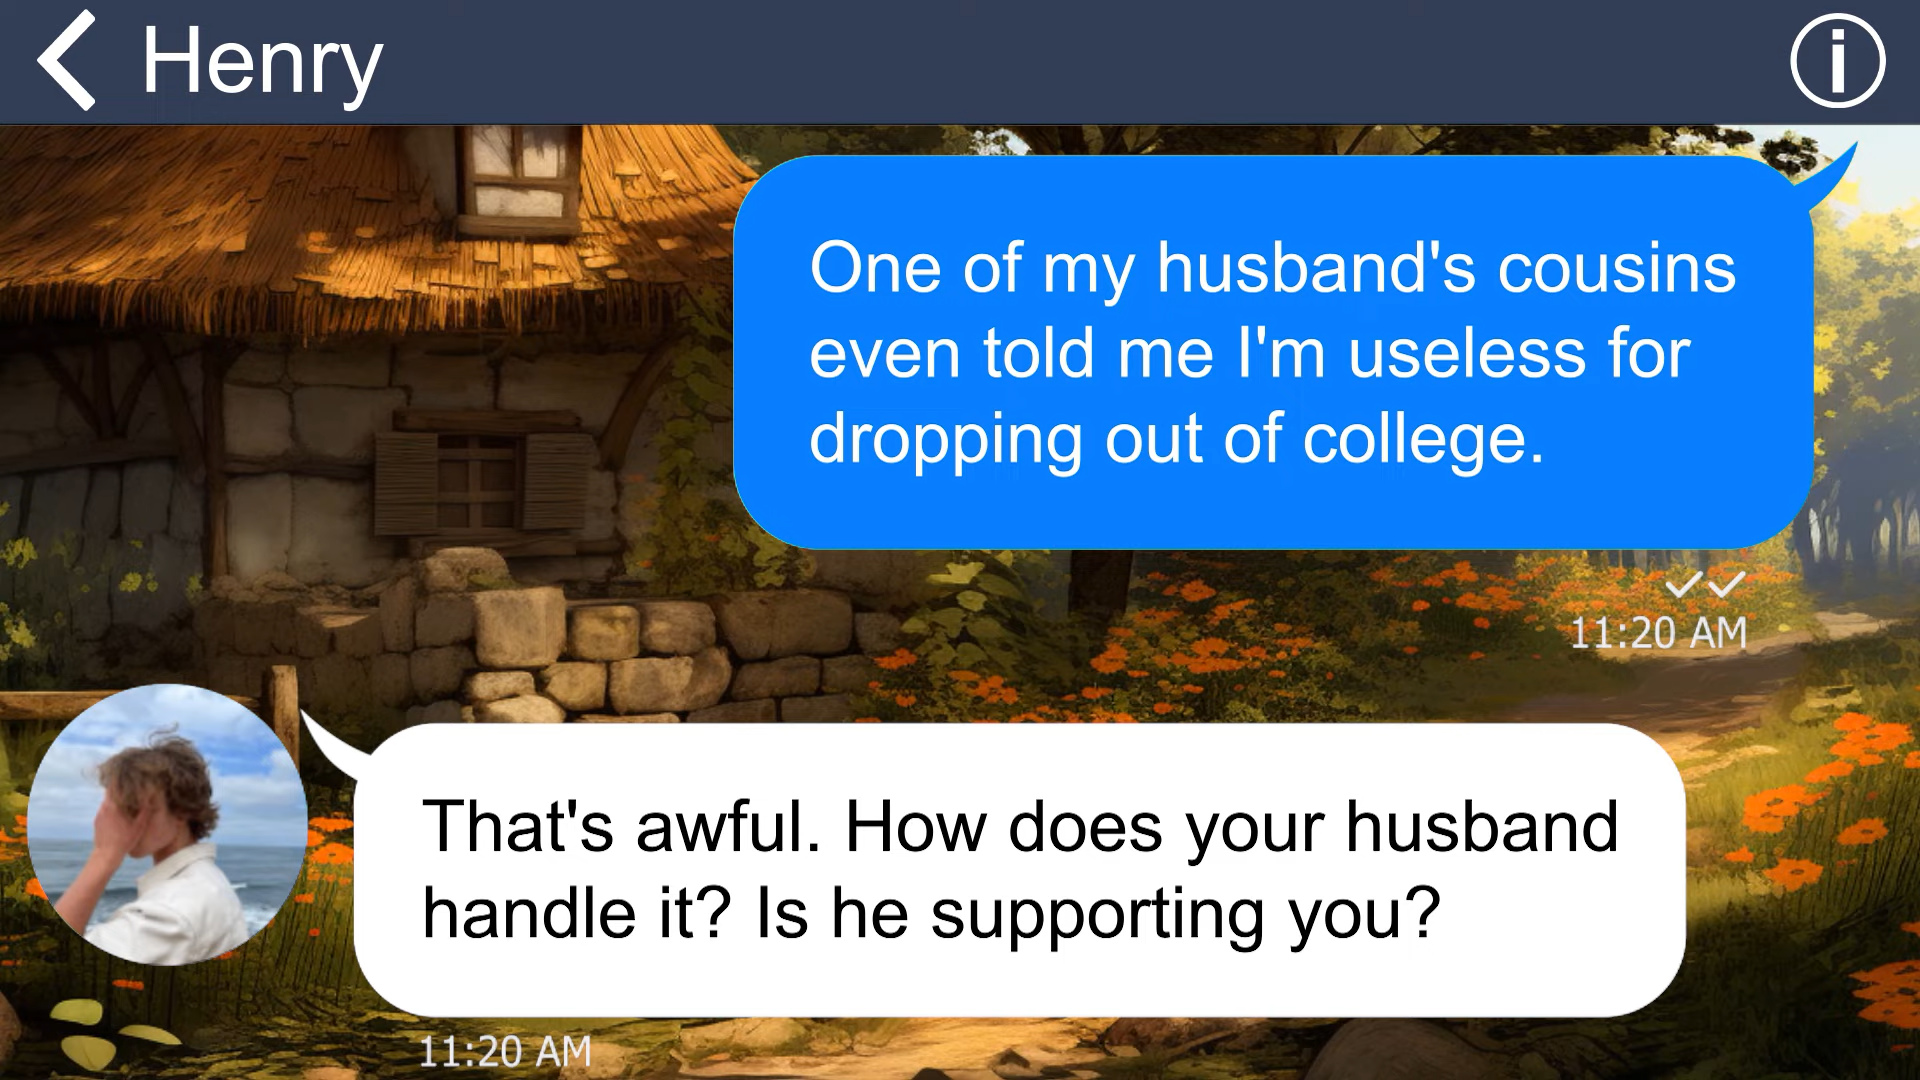 Henry
One of my husband's cousins
even told me I'm useless for
dropping out of college.
11:20 AM
That's awful. How does your husband
handle it? Is he supporting you?
11:20 AM